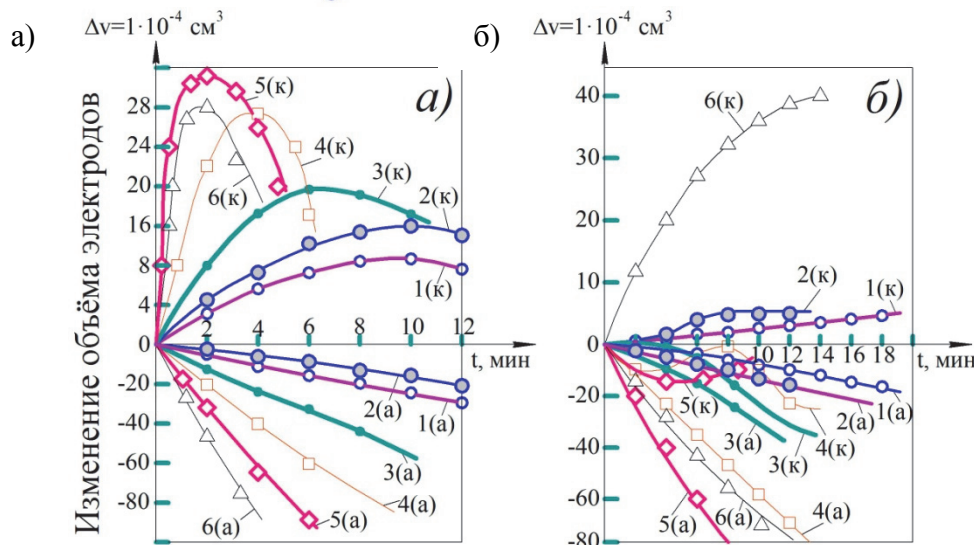 а)
Δv=1·10⁻⁴ см³
б)
Δv=1·10⁻⁴ см³
Изменение объёма электродов
а)
28
24
20
16
8
4
0
-20
-40
-60
-80
2
4
6
8
10
12
t, мин
5(к)
4(к)
6(к)
3(к)
2(к)
1(к)
2(а)
1(а)
3(а)
4(а)
5(а)
6(а)
б)
40
30
20
10
0
-20
-40
-60
-80
10
12
14
16
18
t, мин
6(к)
2(к)
1(к)
5(к)
1(а)
2(а)
4(к)
3(к)
3(а)
4(а)
6(а)
5(а)